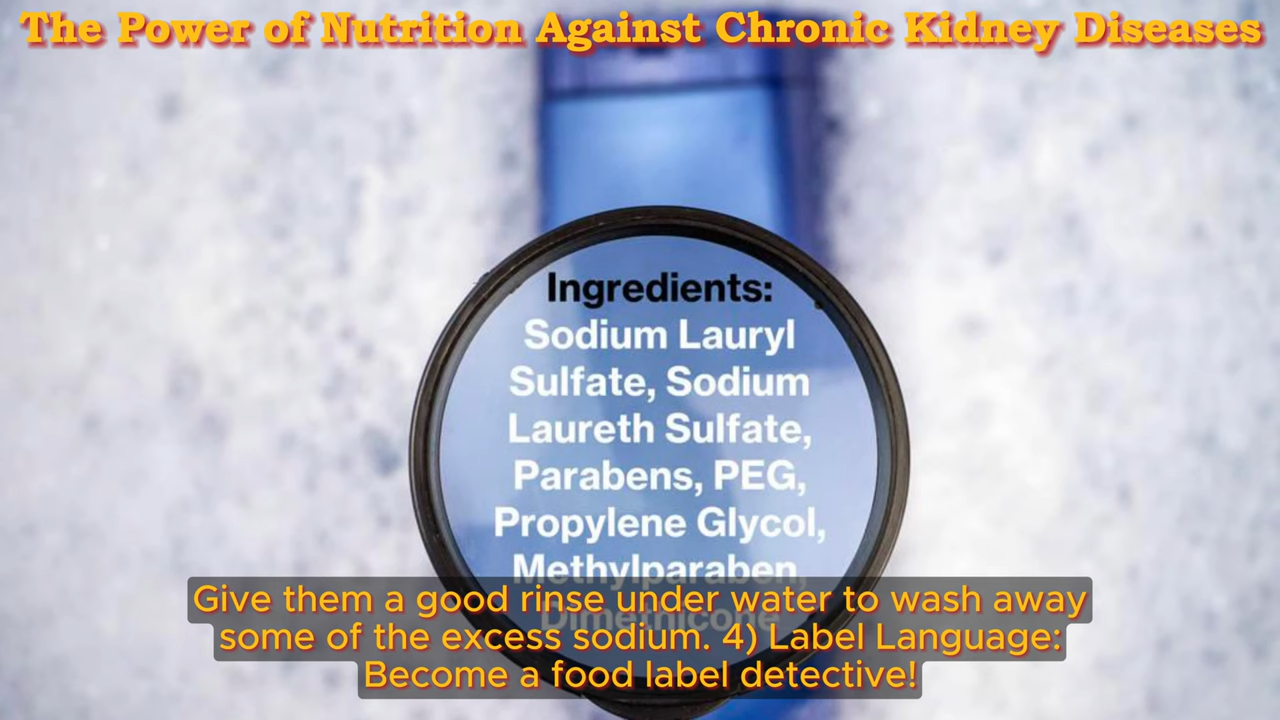 The Power of Nutrition Against Chronic Kidney Diseases
Ingredients:
Sodium Lauryl
Sulfate, Sodium
Laureth Sulfate,
Parabens, PEG,
Propylene Glycol,
Methylparaben,
Dimethicone
Give them a good rinse under water to wash away
some of the excess sodium. 4) Label Language:
Become a food label detective!